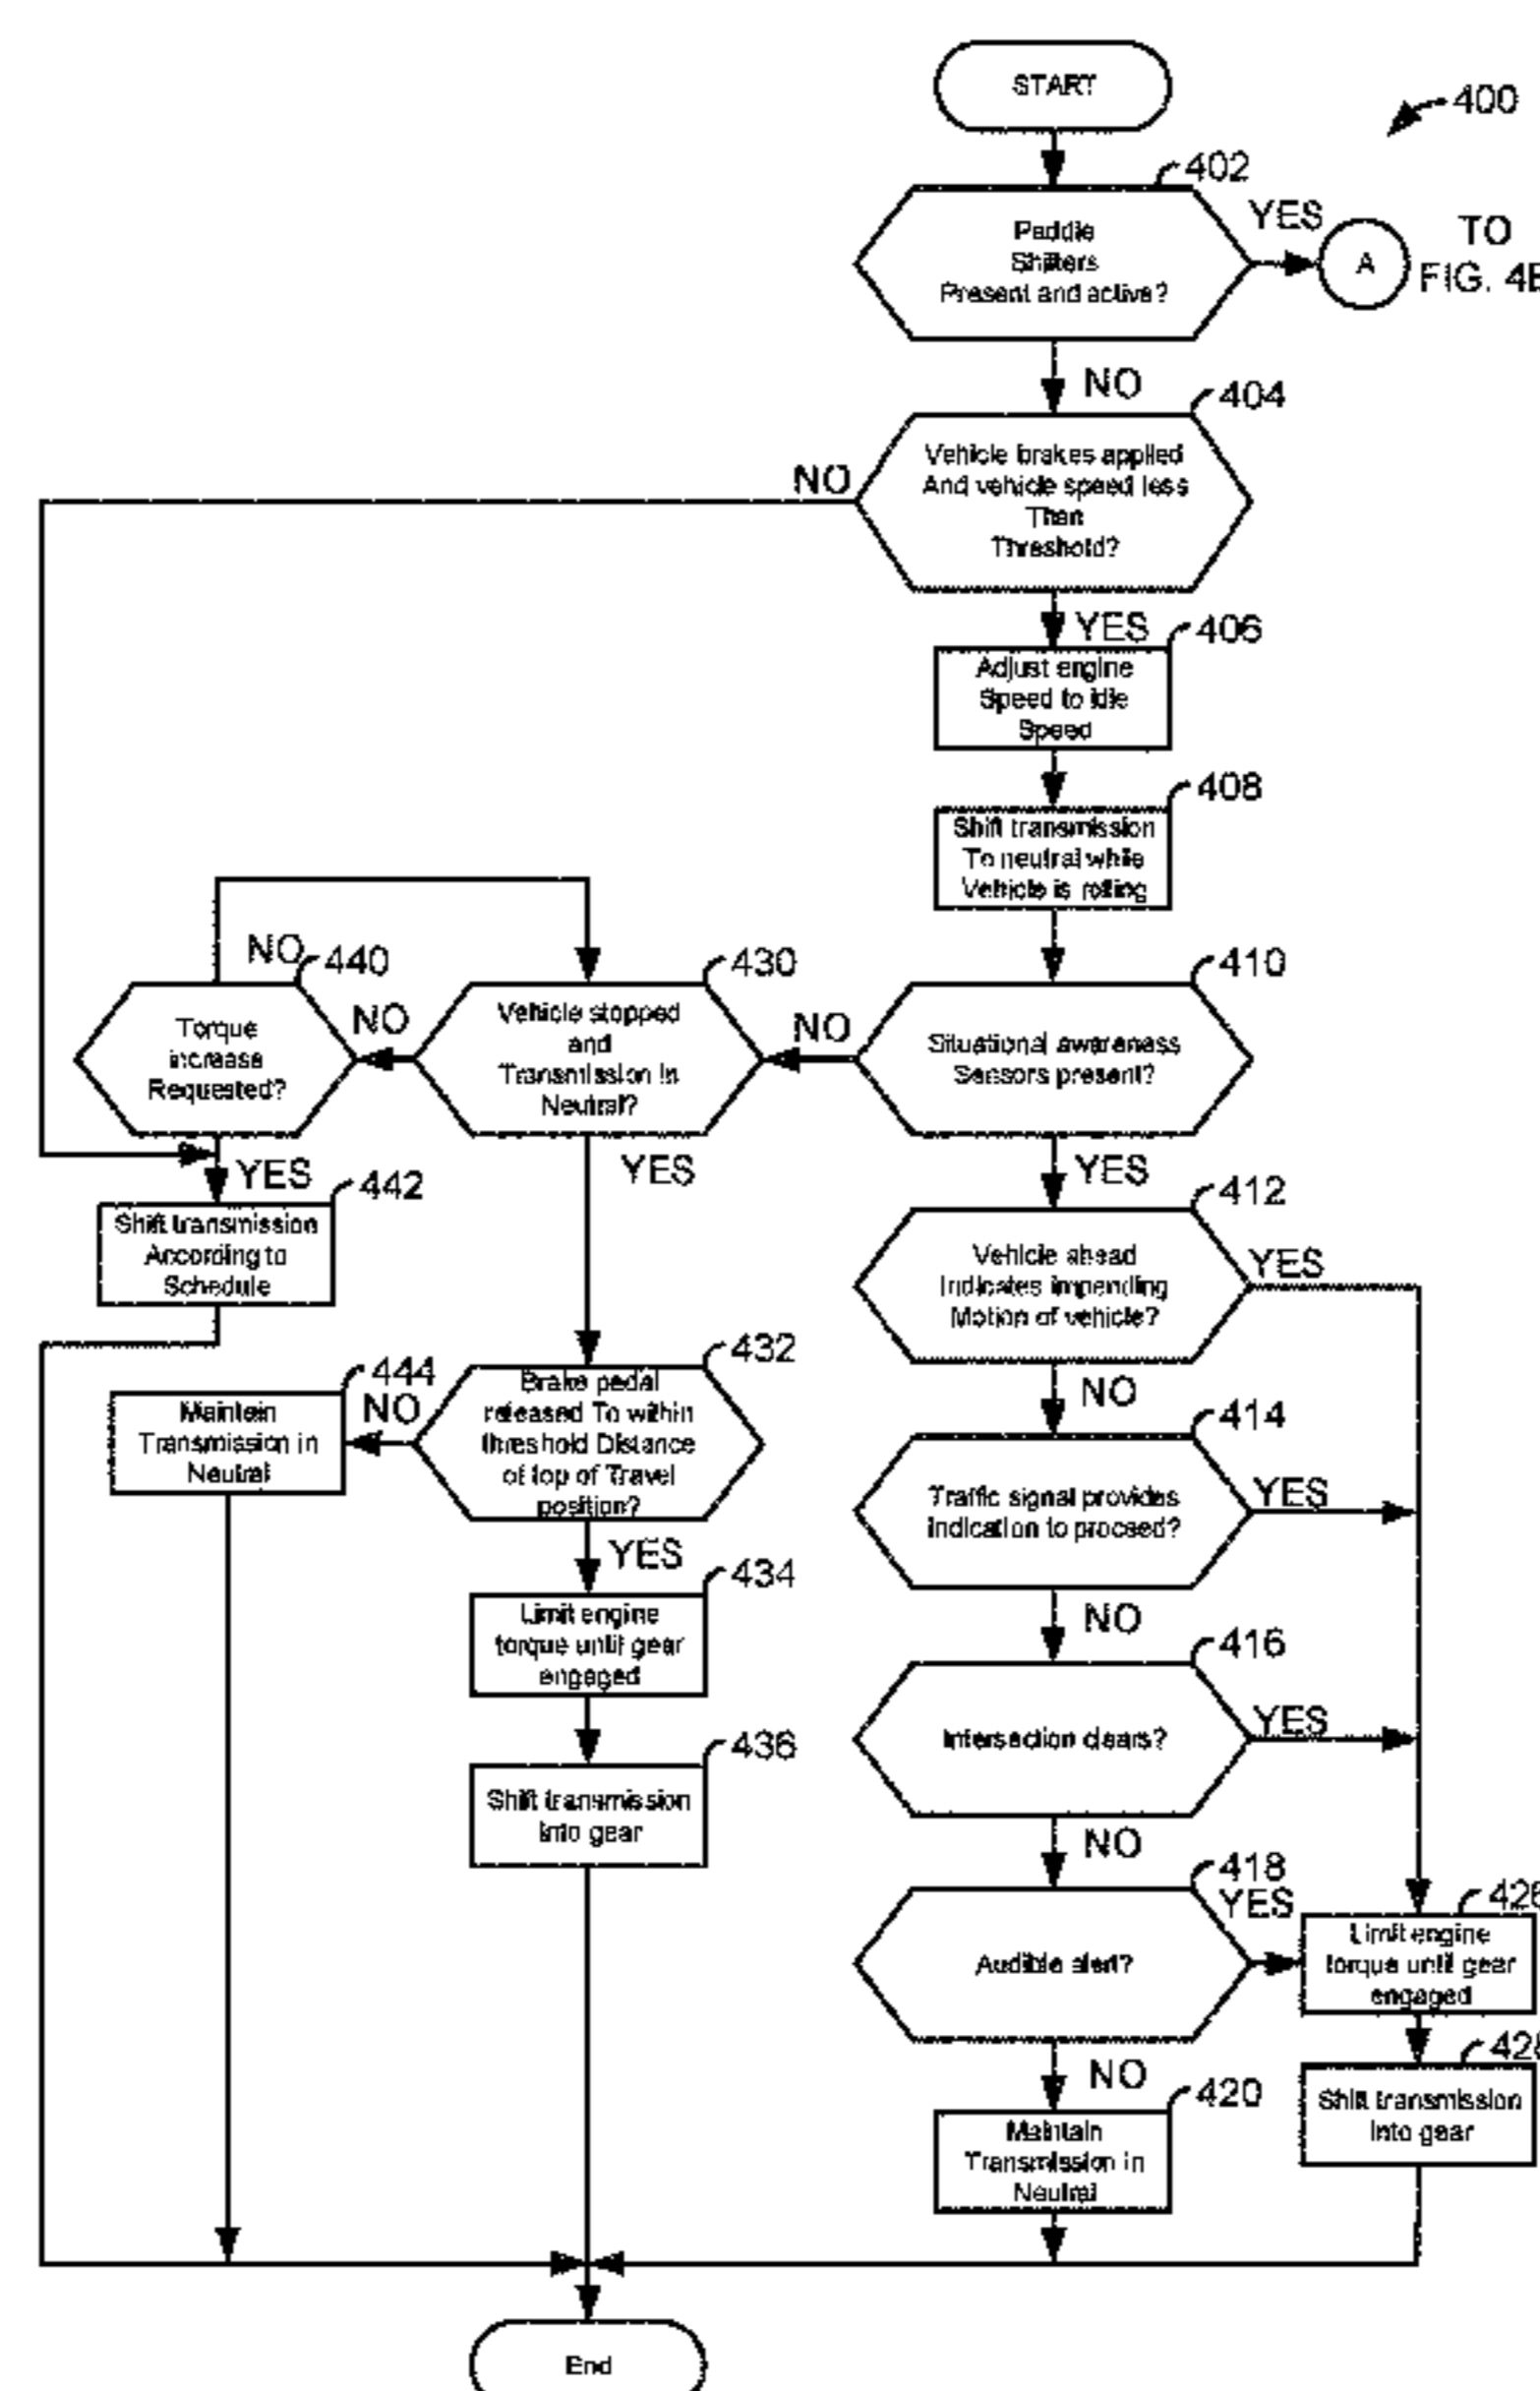 START
400
402
Paddle
Shifters
Present and active?
YES
A
TO
FIG. 4B
NO
404
Vehicle brakes applied
And vehicle speed less
Than
Threshold?
NO
YES
406
Adjust engine
Speed to idle
Speed
408
Shift transmission
To neutral while
Vehicle is rolling
410
Situational awareness
Sensors present?
NO
YES
430
Vehicle stopped
and
Transmission in
Neutral?
NO
YES
440
Torque
increase
Requested?
NO
YES
442
Shift transmission
According to
Schedule
412
Vehicle ahead
Indicates impending
Motion of vehicle?
YES
NO
432
Brake pedal
released To within
threshold Distance
of top of Travel
position?
NO
YES
444
Maintain
Transmission in
Neutral
414
Traffic signal provides
indication to proceed?
YES
NO
434
Limit engine
torque until gear
engaged
416
Intersection clears?
YES
NO
436
Shift transmission
Into gear
418
Audible alert?
YES
NO
426
Limit engine
torque until gear
engaged
428
Shift transmission
Into gear
420
Maintain
Transmission in
Neutral
End